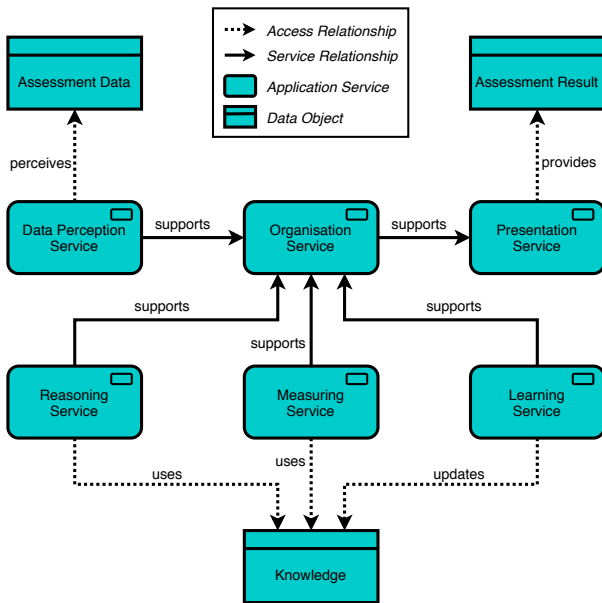 Access Relationship
Service Relationship
Application Service
Data Object
Assessment Data
Assessment Result
perceives
provides
Data Perception
Service
supports
Organisation
Service
supports
Presentation
Service
supports
supports
supports
Reasoning
Service
Measuring
Service
Learning
Service
uses
uses
updates
Knowledge